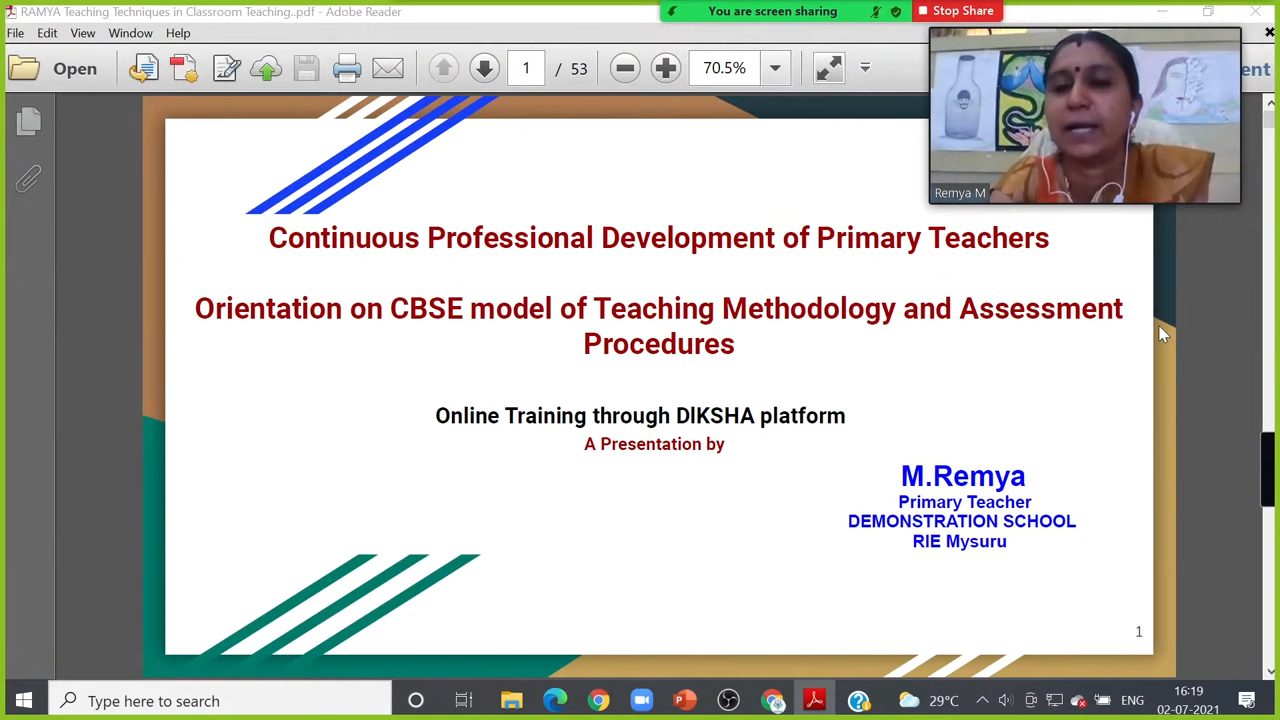 RAMYA Teaching Techniques in Classroom Teaching..pdf - Adobe Reader
You are screen sharing
Stop Share
File Edit View Window Help
Open
1 / 53
70.5%
ent
Remya M
Continuous Professional Development of Primary Teachers
Orientation on CBSE model of Teaching Methodology and Assessment
Procedures
Online Training through DIKSHA platform
A Presentation by
M.Remya
Primary Teacher
DEMONSTRATION SCHOOL
RIE Mysuru
1
Type here to search
29°C
ENG
16:19
02-07-2021